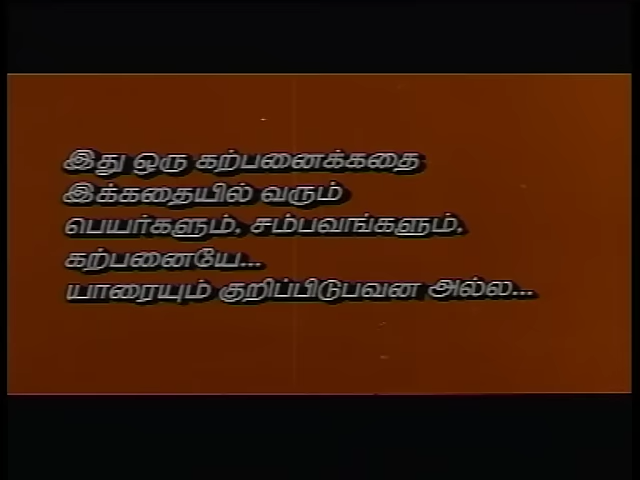 இது ஒரு கற்பனைக்கதை
இக்கதையில் வரும்
பெயர்களும், சம்பவங்களும்,
கற்பனையே...
யாரையும் குறிப்பிடுபவன அல்ல...